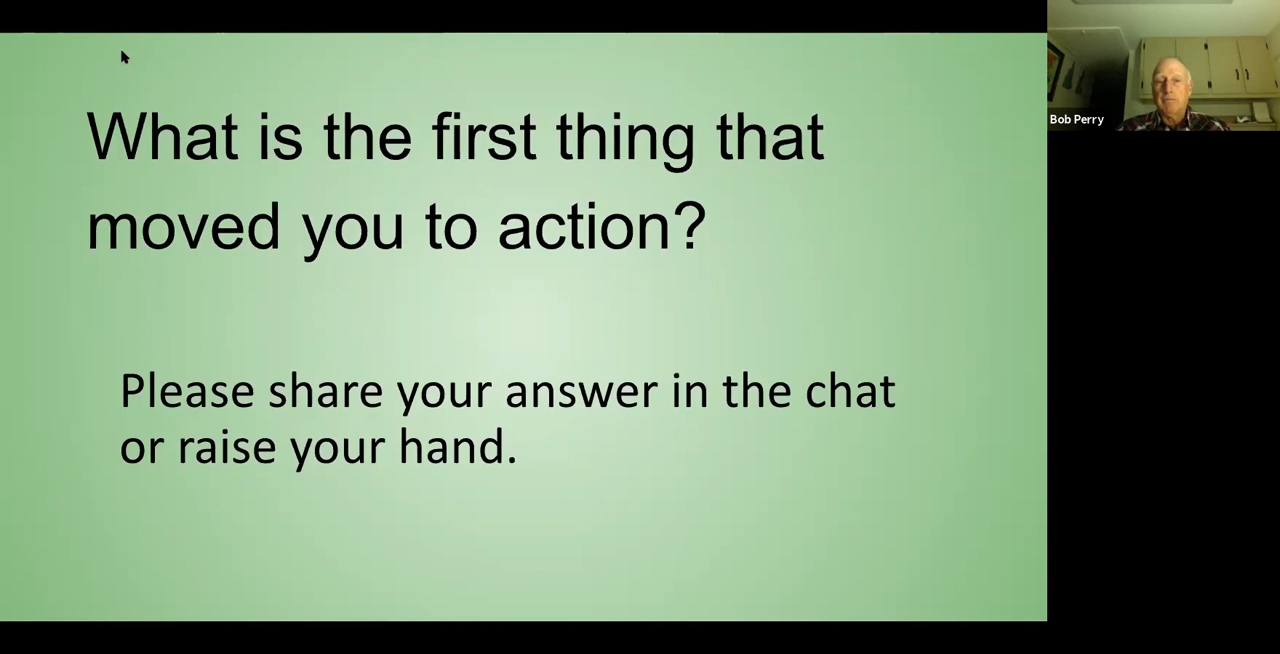 What is the first thing that
moved you to action?
Please share your answer in the chat
or raise your hand.
Bob Perry